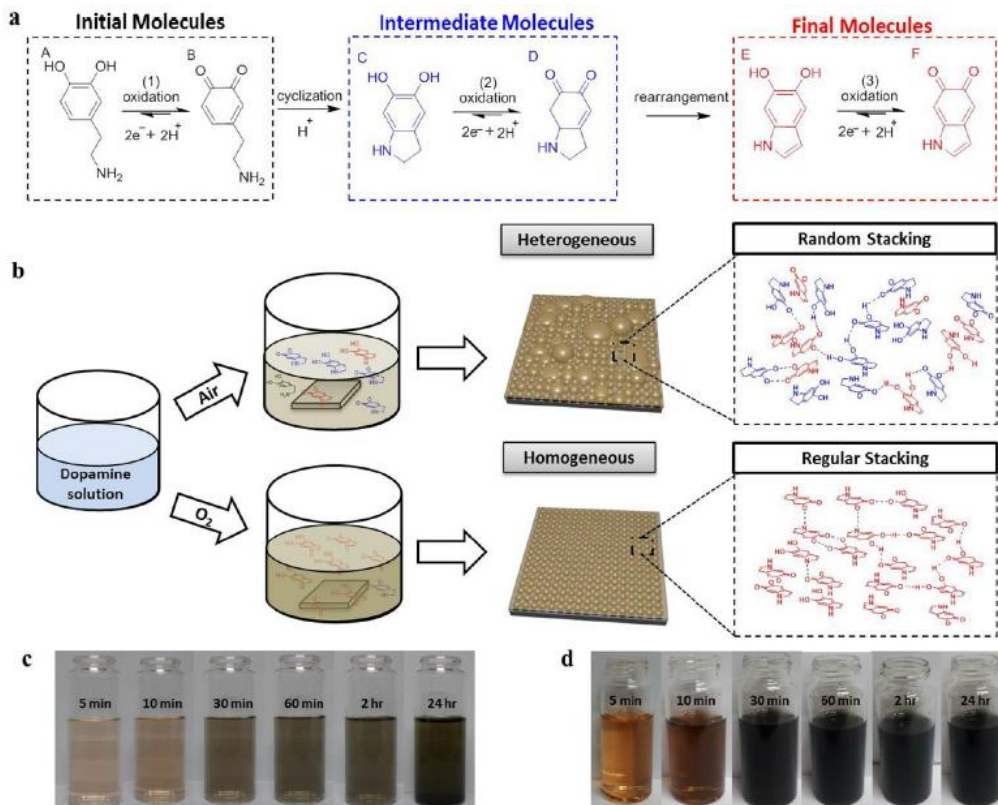 a
Initial Molecules
Intermediate Molecules
Final Molecules
A
HO OH
(1)
oxidation
2e⁻ + 2H⁺
NH₂
B
O O
NH₂
cyclization
H⁺
C
HO OH
HN
(2)
oxidation
2e⁻ + 2H⁺
D
O O
HN
rearrangement
E
HO OH
HN
(3)
oxidation
2e⁻ + 2H⁺
F
O O
HN
b
Heterogeneous
Random Stacking
Air
Dopamine
solution
O₂
Homogeneous
Regular Stacking
c
5 min
10 min
30 min
60 min
2 hr
24 hr
d
5 min
10 min
30 min
60 min
2 hr
24 hr